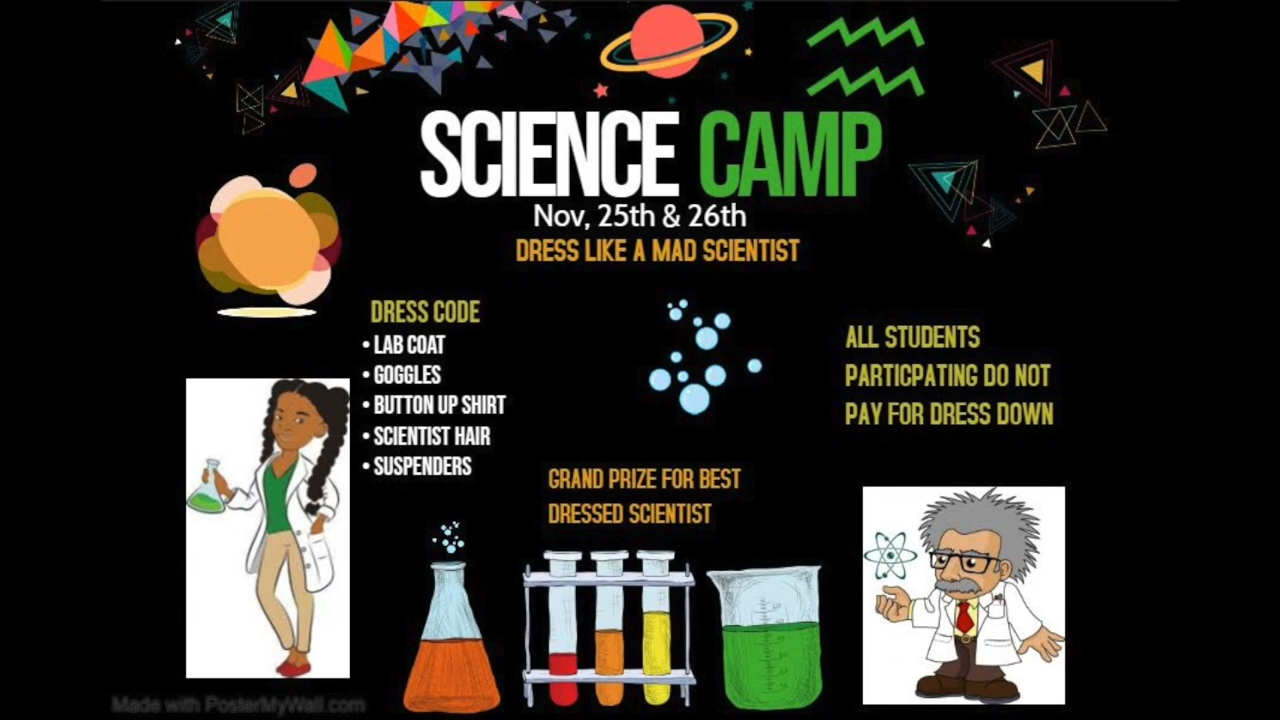 SCIENCE CAMP
Nov, 25th & 26th
DRESS LIKE A MAD SCIENTIST
DRESS CODE
• LAB COAT
• GOGGLES
• BUTTON UP SHIRT
• SCIENTIST HAIR
• SUSPENDERS
ALL STUDENTS
PARTICPATING DO NOT
PAY FOR DRESS DOWN
GRAND PRIZE FOR BEST
DRESSED SCIENTIST
Made with PosterMyWall.com